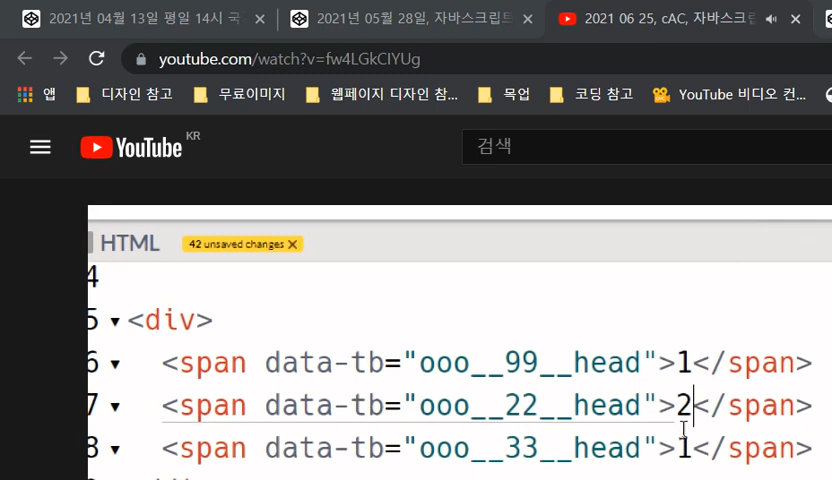 2021년 04월 13일 평일 14시 국
2021년 05월 28일, 자바스크립트
2021 06 25, cAC, 자바스크립
youtube.com/watch?v=fw4LGkCIYUg
앱 디자인 참고 무료이미지 웹페이지 디자인 참... 목업 코딩 참고 YouTube 비디오 컨...
YouTube KR 검색
HTML 42 unsaved changes
4
5 <div>
6 <span data-tb="ooo__99__head">1</span>
7 <span data-tb="ooo__22__head">2</span>
8 <span data-tb="ooo__33__head">1</span>